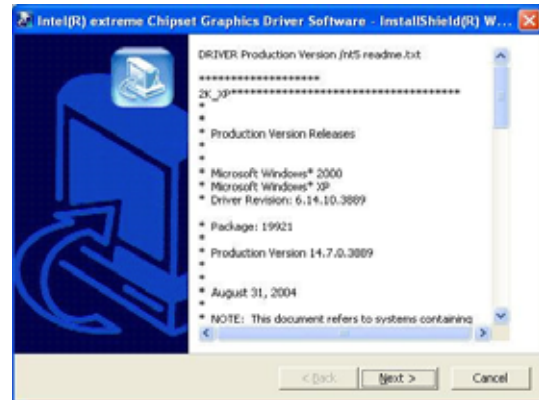 Intel(R) extreme Chipset Graphics Driver Software - InstallShield(R) W...
DRIVER Production Version /nt5 readme.txt
********************
2K_XP**************************************
*
*
* Production Version Releases
*
*
* Microsoft Windows* 2000
* Microsoft Windows* XP
* Driver Revision: 6.14.10.3889
*
* Package: 19921
*
* Production Version 14.7.0.3889
*
*
* August 31, 2004
*
* NOTE: This document refers to systems containing
< Back
Next >
Cancel